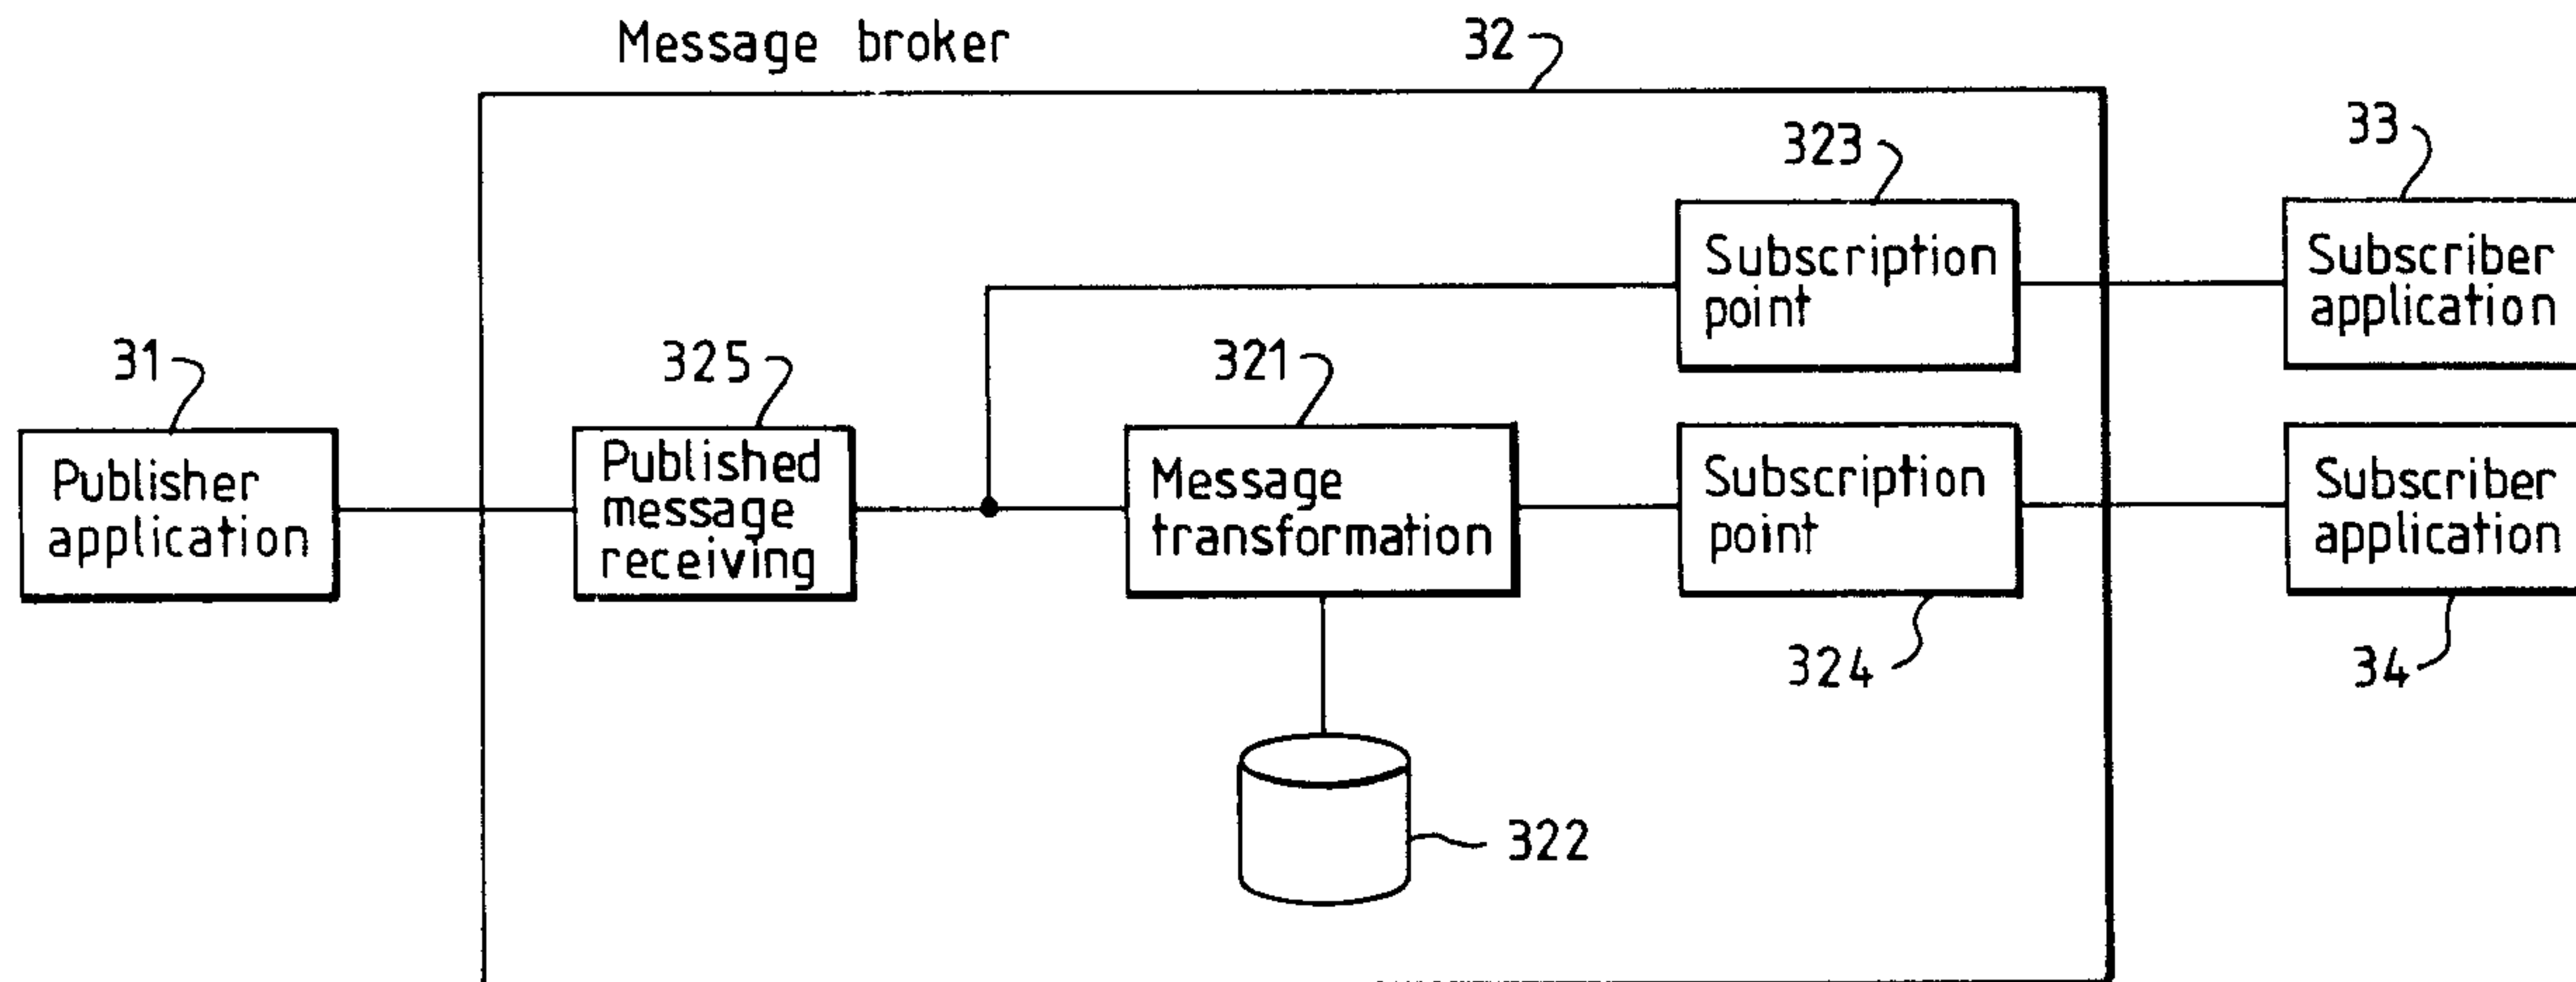 Message broker
32
323
33
Subscription
point
Subscriber
application
31
325
321
Publisher
application
Published
message
receiving
Message
transformation
Subscription
point
Subscriber
application
324
34
322